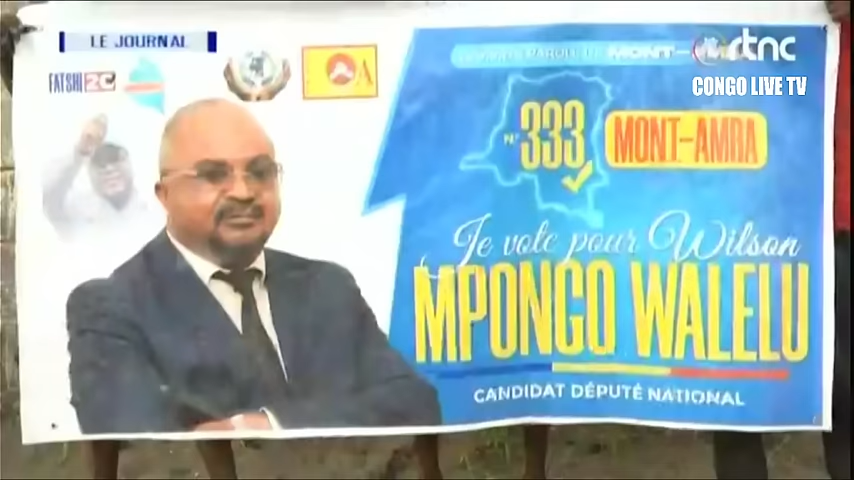 LE JOURNAL
rtnc
CONGO LIVE TV
FATSHI 2C
A
MONT-
N° 333
MONT-AMRA
Je vote pour Wilson
MPONGO WALELU
CANDIDAT DÉPUTÉ NATIONAL